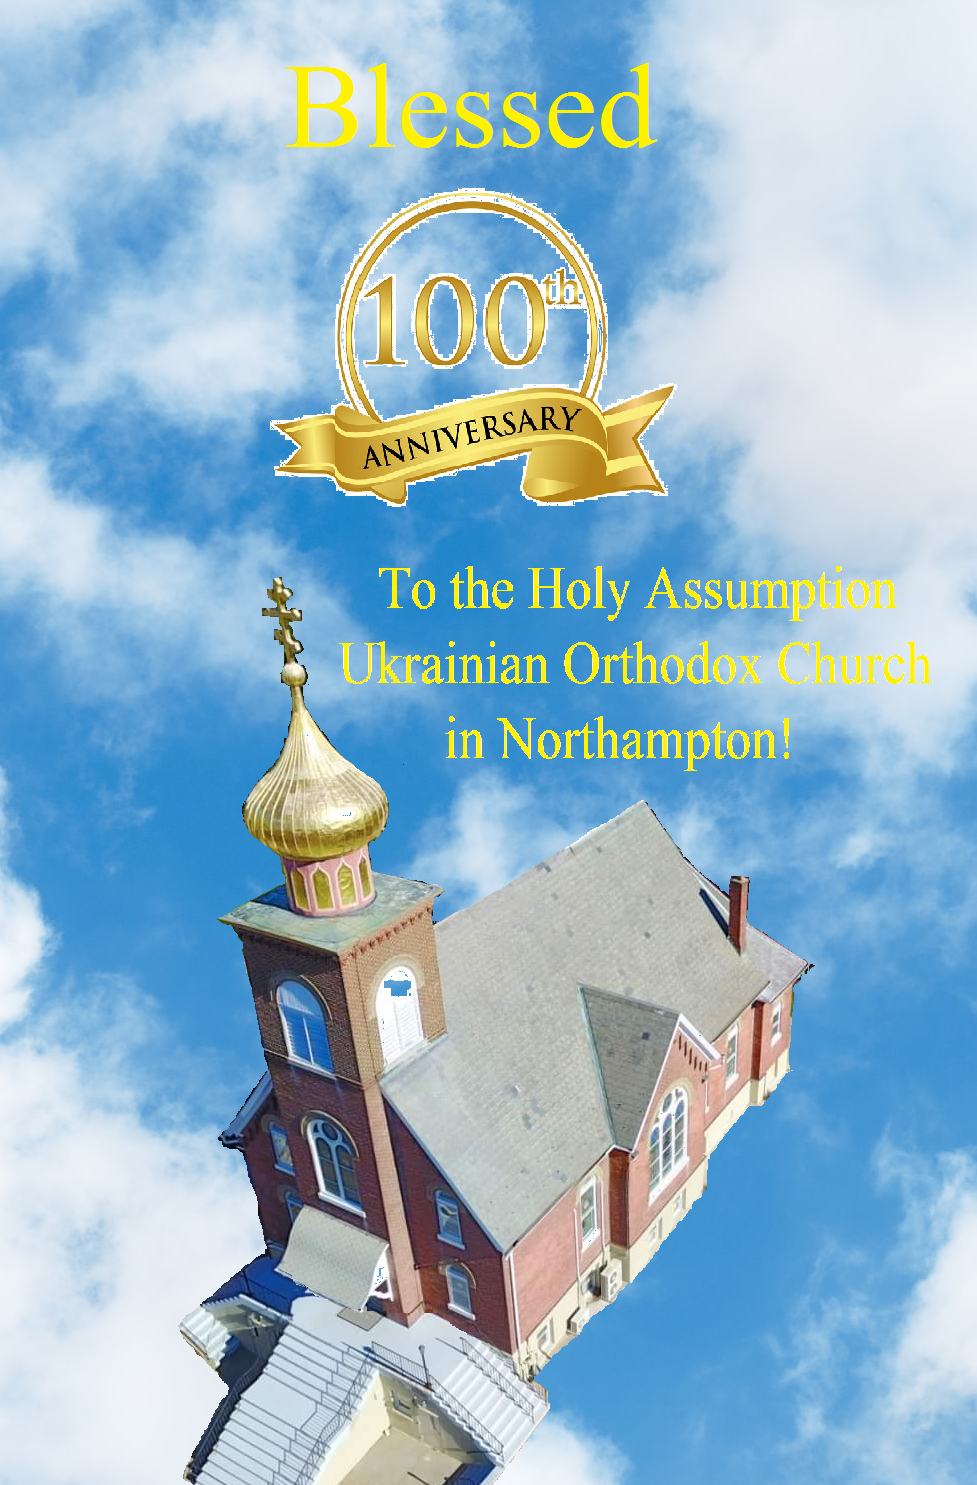 Blessed
100th
ANNIVERSARY
To the Holy Assumption
Ukrainian Orthodox Church
in Northampton!